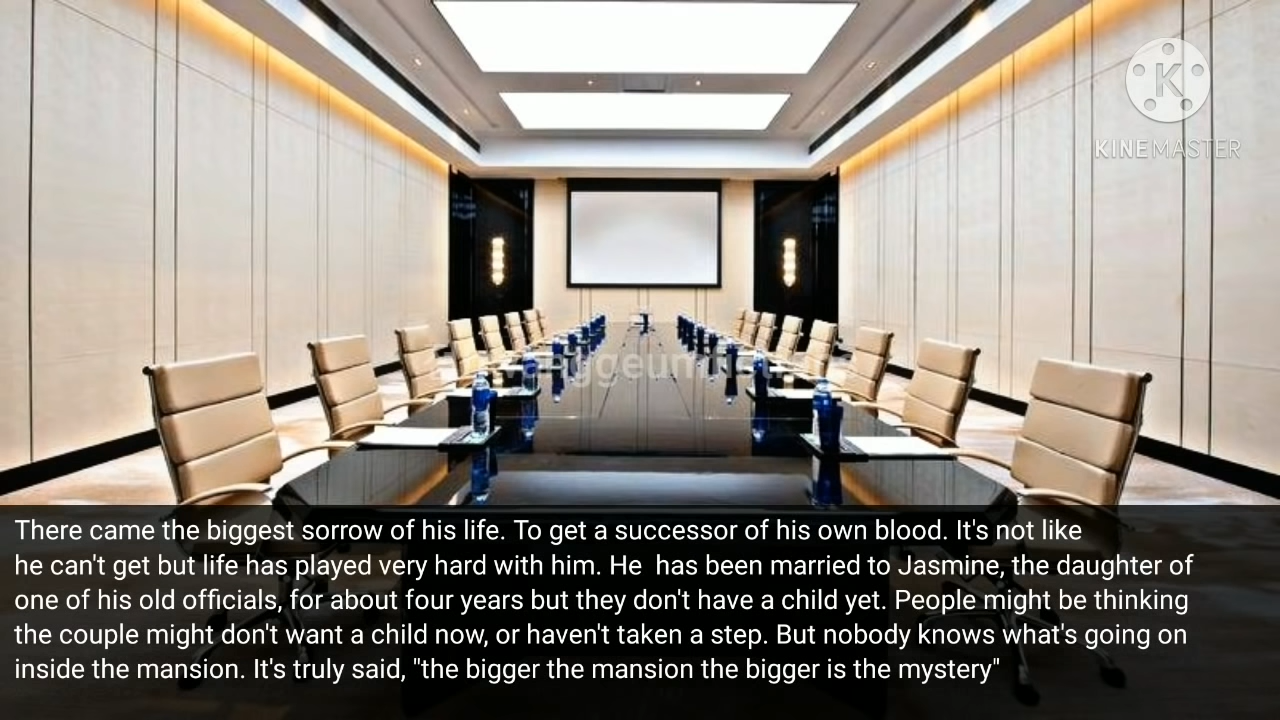 KINEMASTER
There came the biggest sorrow of his life. To get a successor of his own blood. It's not like
he can't get but life has played very hard with him. He  has been married to Jasmine, the daughter of
one of his old officials, for about four years but they don't have a child yet. People might be thinking
the couple might don't want a child now, or haven't taken a step. But nobody knows what's going on
inside the mansion. It's truly said, "the bigger the mansion the bigger is the mystery"